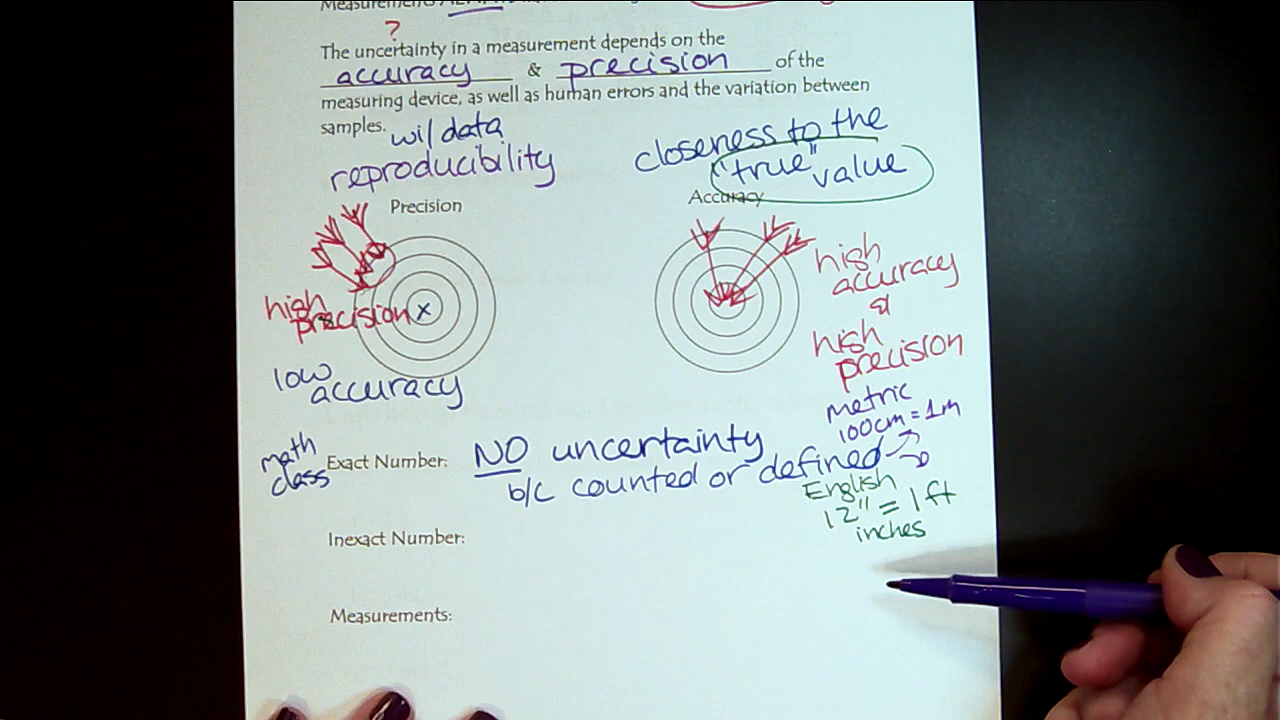 ?
The uncertainty in a measurement depends on the
accuracy & precision of the
measuring device, as well as human errors and the variation between
samples.
w/ data
reproducibility
closeness to the
"true" value
Precision
Accuracy
high
precision
low
accuracy
high
accuracy
&
high
precision
metric
100cm = 1m
math
class
Exact Number: NO uncertainty
b/c counted or defined
English
12" = 1 ft
inches
Inexact Number:
Measurements: